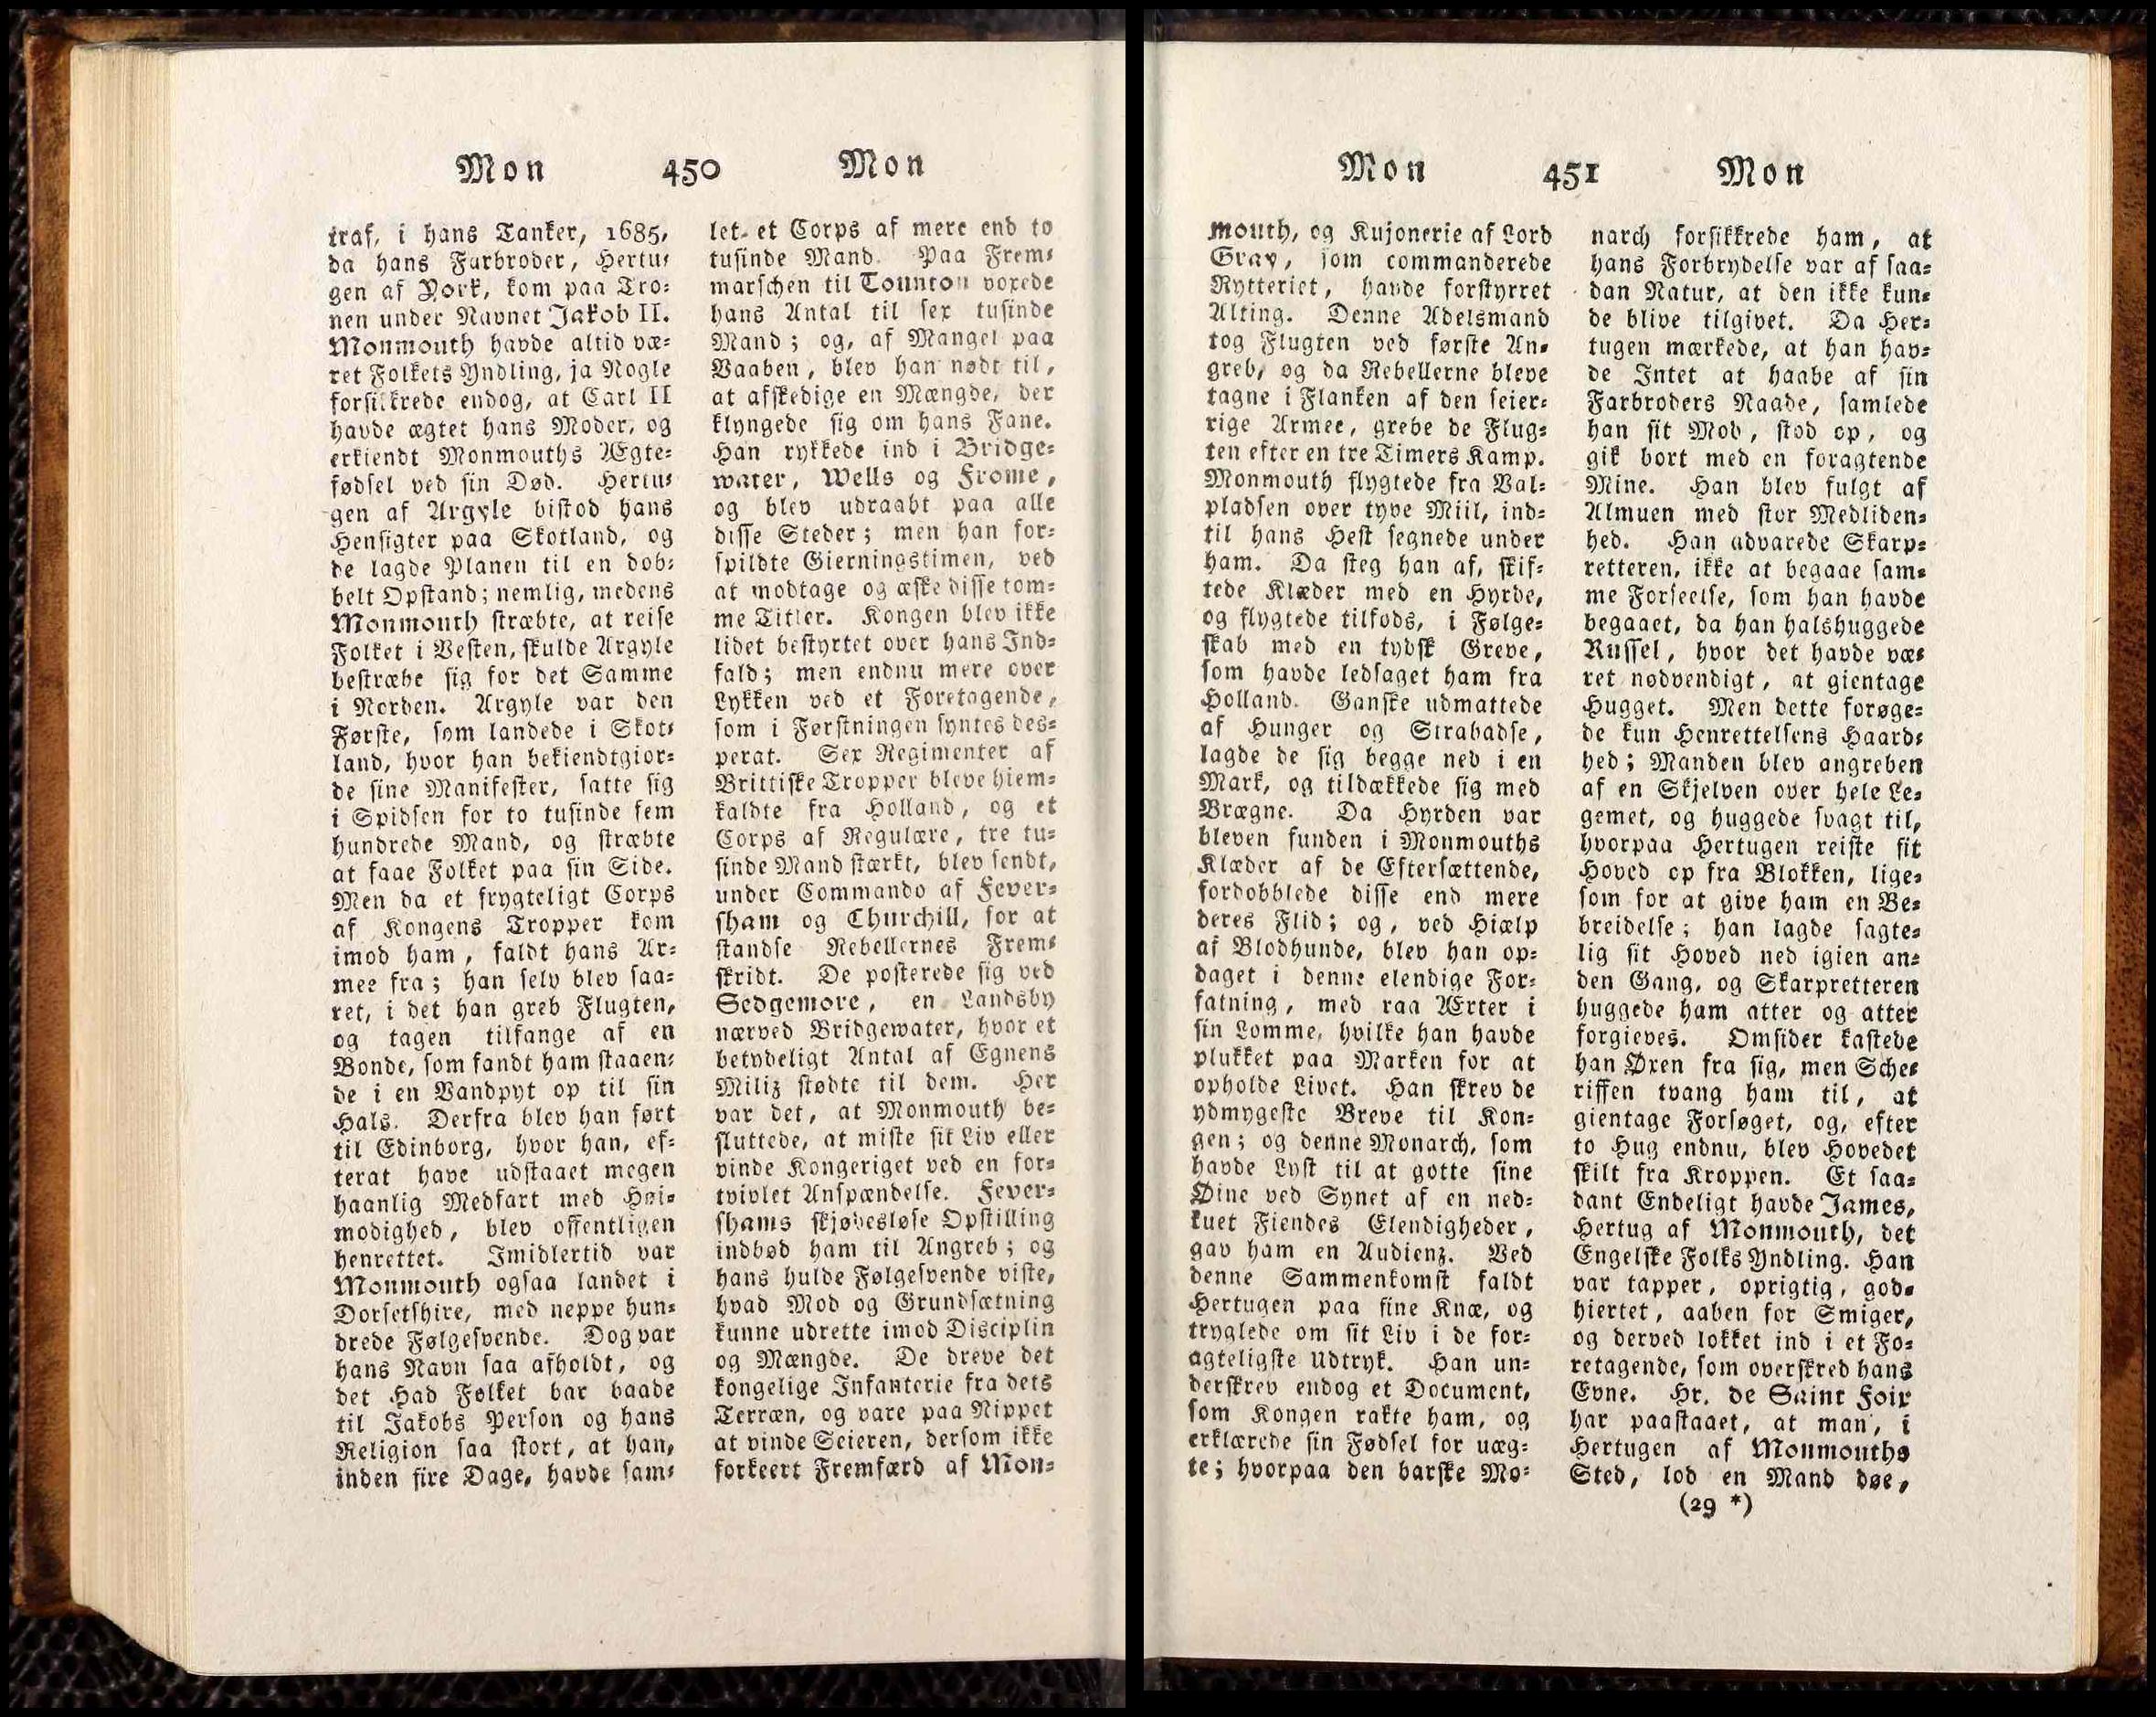 Mon 450 Mon
traf, i hans Tanker, 1685,
da hans Farbroder, Hertu-
gen af York, kom paa Tro-
nen under Navnet Jakob II.
Monmouth havde altid væ-
ret Folkets Yndling, ja Nogle
forsikkrede endog, at Carl II
havde ægtet hans Moder, og
erkiendt Monmouths Ægte-
fødsel ved sin Død. Hertu-
gen af Argyle bistod hans
Hensigter paa Skotland, og
de lagde Planen til en dob-
belt Opstand; nemlig, medens
Monmouth stræbte, at reise
Folket i Vesten, skulde Argyle
bestræbe sig for det Samme
i Norden. Argyle var den
Første, som landede i Skot-
land, hvor han bekiendtgior-
de sine Manifester, satte sig
i Spidsen for to tusinde fem
hundrede Mand, og stræbte
at faae Folket paa sin Side.
Men da et frygteligt Corps
af Kongens Tropper kom
imod ham, faldt hans Ar-
mee fra; han selv blev saa-
ret, i det han greb Flugten,
og tagen tilfange af en
Bonde, som fandt ham staaen-
de i en Vandpyt op til sin
Hals. Derfra blev han ført
til Edinborg, hvor han, ef-
terat have udstaaet megen
haanlig Medfart med Høi-
modighed, blev offentligen
henrettet. Imidlertid var
Monmouth ogsaa landet i
Dorsetshire, med neppe hun-
drede Følgesvende. Dog var
hans Navn saa afholdt, og
det Had Folket bar baade
til Jakobs Person og hans
Religion saa stort, at han,
inden fire Dage, havde sam-
let et Corps af mere end to
tusinde Mand. Paa Frem-
marschen til Tounton voxede
hans Antal til sex tusinde
Mand; og, af Mangel paa
Vaaben, blev han nødt til,
at afskedige en Mængde, der
klyngede sig om hans Fane.
Han rykkede ind i Bridge-
water, Wells og Frome,
og blev udraabt paa alle
disse Steder; men han for-
spildte Gierningstimen, ved
at modtage og æske disse tom-
me Titler. Kongen blev ikke
lidet bestyrtet over hans Ind-
fald; men endnu mere over
Lykken ved et Foretagende,
som i Førstningen syntes des-
perat. Sex Regimenter af
Brittiske Tropper bleve hiem-
kaldte fra Holland, og et
Corps af Regulære, tre tu-
sinde Mand stærkt, blev sendt,
under Commando af Fever-
sham og Churchill, for at
standse Rebellernes Frem-
skridt. De posterede sig ved
Sedgemore, en Landsby
nærved Bridgewater, hvor et
betydeligt Antal af Egnens
Miliz stødte til dem. Her
var det, at Monmouth be-
sluttede, at miste sit Liv eller
vinde Kongeriget ved en for-
tvivlet Anspændelse. Fever-
shams skjødesløse Opstilling
indbød ham til Angreb; og
hans hulde Følgesvende viste,
hvad Mod og Grundsætning
kunne udrette imod Disciplin
og Mængde. De dreve det
kongelige Infanterie fra dets
Terræn, og vare paa Nippet
at vinde Seieren, dersom ikke
forkeert Fremfærd af Mon-
Mon 451 Mon
mouth, og Kujonerie af Lord
Gray, som commanderede
Rytteriet, havde forstyrret
Alting. Denne Adelsmand
tog Flugten ved første An-
greb, og da Rebellerne bleve
tagne i Flanken af den seier-
rige Armee, grebe de Flug-
ten efter en tre Timers Kamp.
Monmouth flygtede fra Val-
pladsen over tyve Miil, ind-
til hans Hest segnede under
ham. Da steg han af, skif-
tede Klæder med en Hyrde,
og flygtede tilfods, i Følge-
skab med en tydsk Greve,
som havde ledsaget ham fra
Holland. Ganske udmattede
af Hunger og Strabadse,
lagde de sig begge ned i en
Mark, og tildækkede sig med
Brægne. Da Hyrden var
bleven funden i Monmouths
Klæder af de Eftersættende,
fordobblede disse end mere
deres Flid; og, ved Hiælp
af Blodhunde, blev han op-
daget i denne elendige For-
fatning, med raa Ærter i
sin Lomme, hvilke han havde
plukket paa Marken for at
opholde Livet. Han skrev de
ydmygeste Breve til Kon-
gen; og denne Monarch, som
havde Lyst til at gotte sine
Øine ved Synet af en ned-
kuet Fiendes Elendigheder,
gav ham en Audienz. Ved
denne Sammenkomst faldt
Hertugen paa sine Knæ, og
tryglede om sit Liv i de for-
agteligste Udtryk. Han un-
derskrev endog et Document,
som Kongen rakte ham, og
erklærede sin Fødsel for uæg-
te; hvorpaa den barske Mo-
narch forsikkrede ham, at
hans Forbrydelse var af saa-
dan Natur, at den ikke kun-
de blive tilgivet. Da Her-
tugen mærkede, at han hav-
de Intet at haabe af sin
Farbroders Naade, samlede
han sit Mod, stod op, og
gik bort med en foragtende
Mine. Han blev fulgt af
Almuen med stor Medliden-
hed. Han advarede Skarp-
retteren, ikke at begaae sam-
me Forseelse, som han havde
begaaet, da han halshuggede
Russel, hvor det havde væ-
ret nødvendigt, at gientage
Hugget. Men dette forøge-
de kun Henrettelsens Haard-
hed; Manden blev angreben
af en Skjelven over hele Le-
gemet, og huggede svagt til,
hvorpaa Hertugen reiste sit
Hoved op fra Blokken, lige-
som for at give ham en Be-
breidelse; han lagde sagte-
lig sit Hoved ned igien an-
den Gang, og Skarpretteren
huggede ham atter og atter
forgieves. Omsider kastede
han Øxen fra sig, men Sche-
riffen tvang ham til, at
gientage Forsøget, og, efter
to Hug endnu, blev Hovedet
skilt fra Kroppen. Et saa-
dant Endeligt havde James,
Hertug af Monmouth, det
Engelske Folks Yndling. Han
var tapper, oprigtig, god-
hiertet, aaben for Smiger,
og derved lokket ind i et Fo-
retagende, som overskred hans
Evne. Hr. de Saint Foix
har paastaaet, at man, i
Hertugen af Monmouths
Sted, lod en Mand døe,
(29 *)